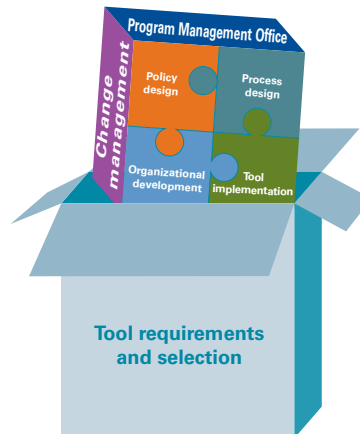 Program Management Office
Change
management
Policy
design
Process
design
Organizational
development
Tool
implementation
Tool requirements
and selection